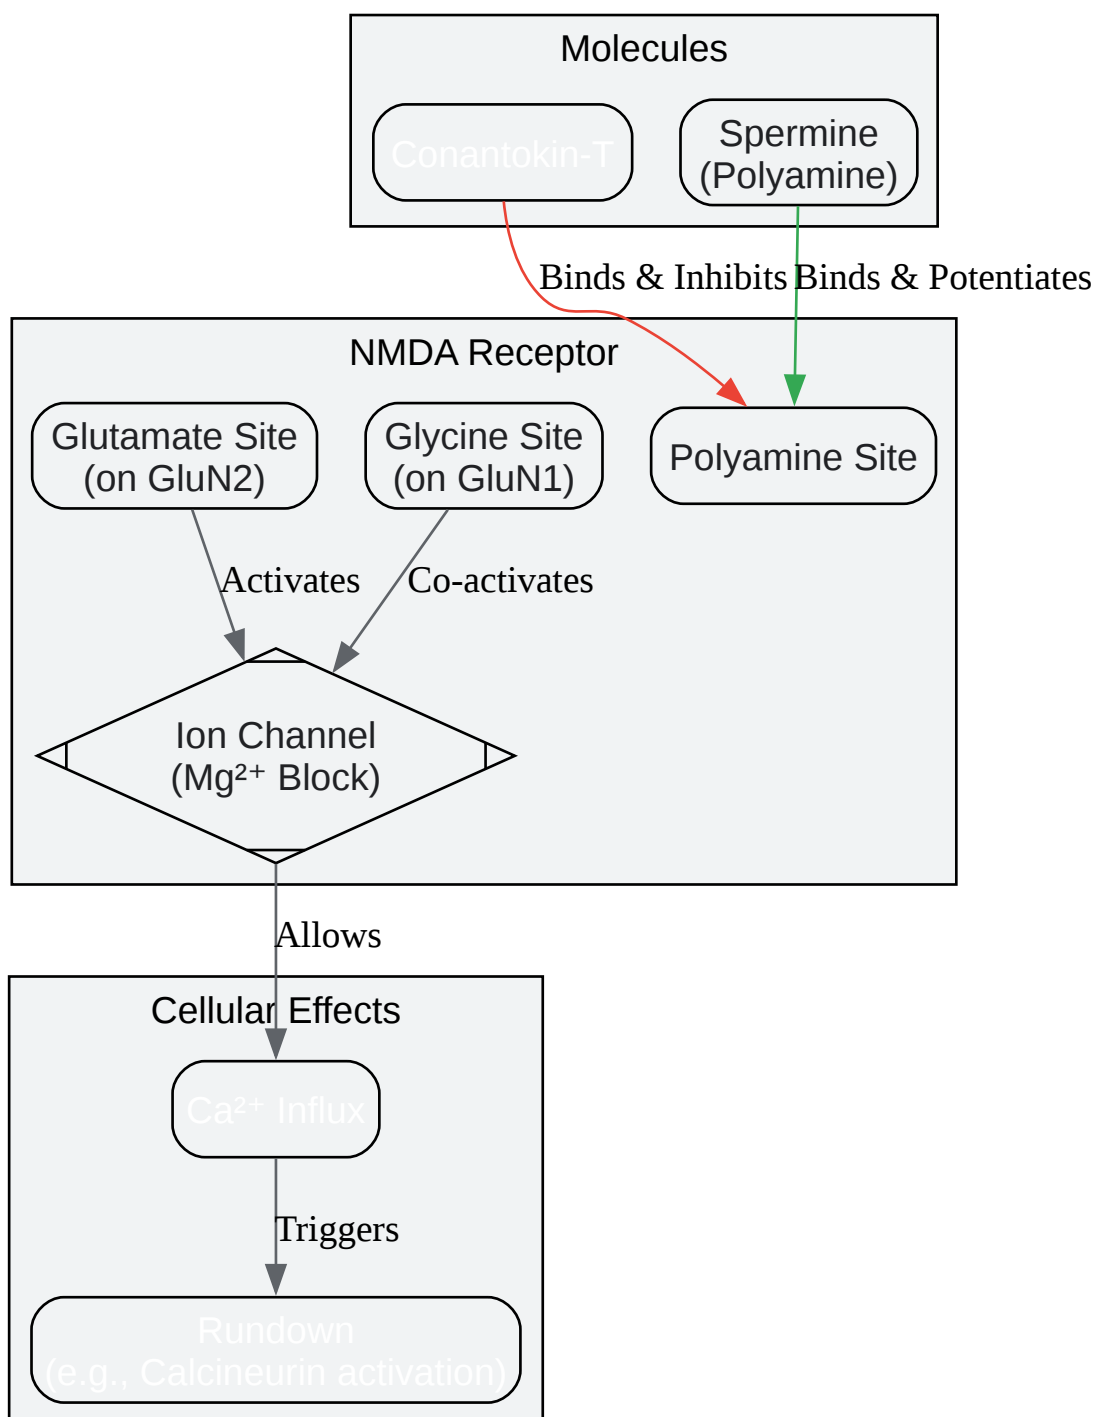 Molecules
Conantokin-T
Spermine
(Polyamine)
Binds & Inhibits
Binds & Potentiates
NMDA Receptor
Glutamate Site
(on GluN2)
Glycine Site
(on GluN1)
Polyamine Site
Activates
Co-activates
Ion Channel
(Mg²⁺ Block)
Allows
Cellular Effects
Ca²⁺ Influx
Triggers
Rundown
(e.g., Calcineurin activation)